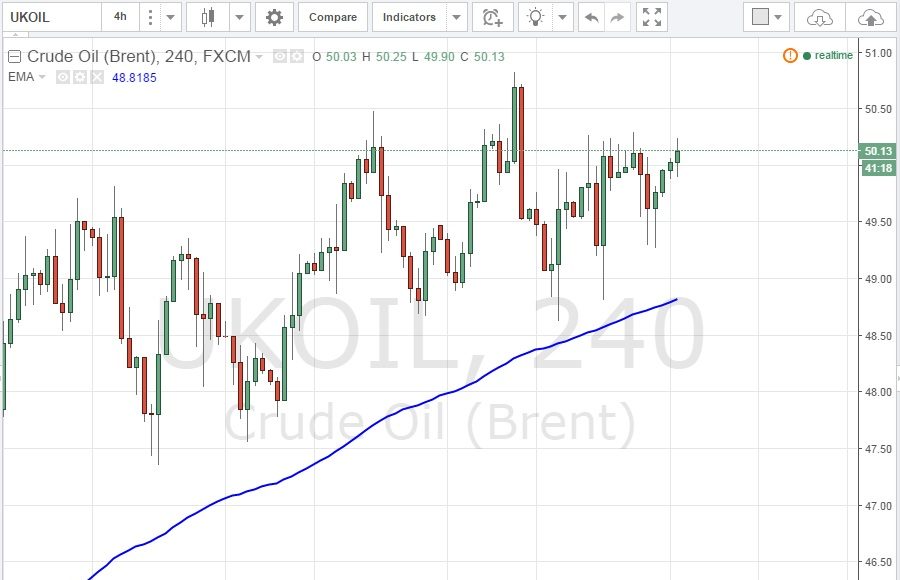 UKOIL 4h Compare Indicators
Crude Oil (Brent), 240, FXCM O 50.03 H 50.25 L 49.90 C 50.13 realtime
EMA 48.8185
51.00
50.50
50.13
41:18
49.50
49.00
48.50
48.00
47.50
47.00
46.50
UKOIL, 240
Crude Oil (Brent)